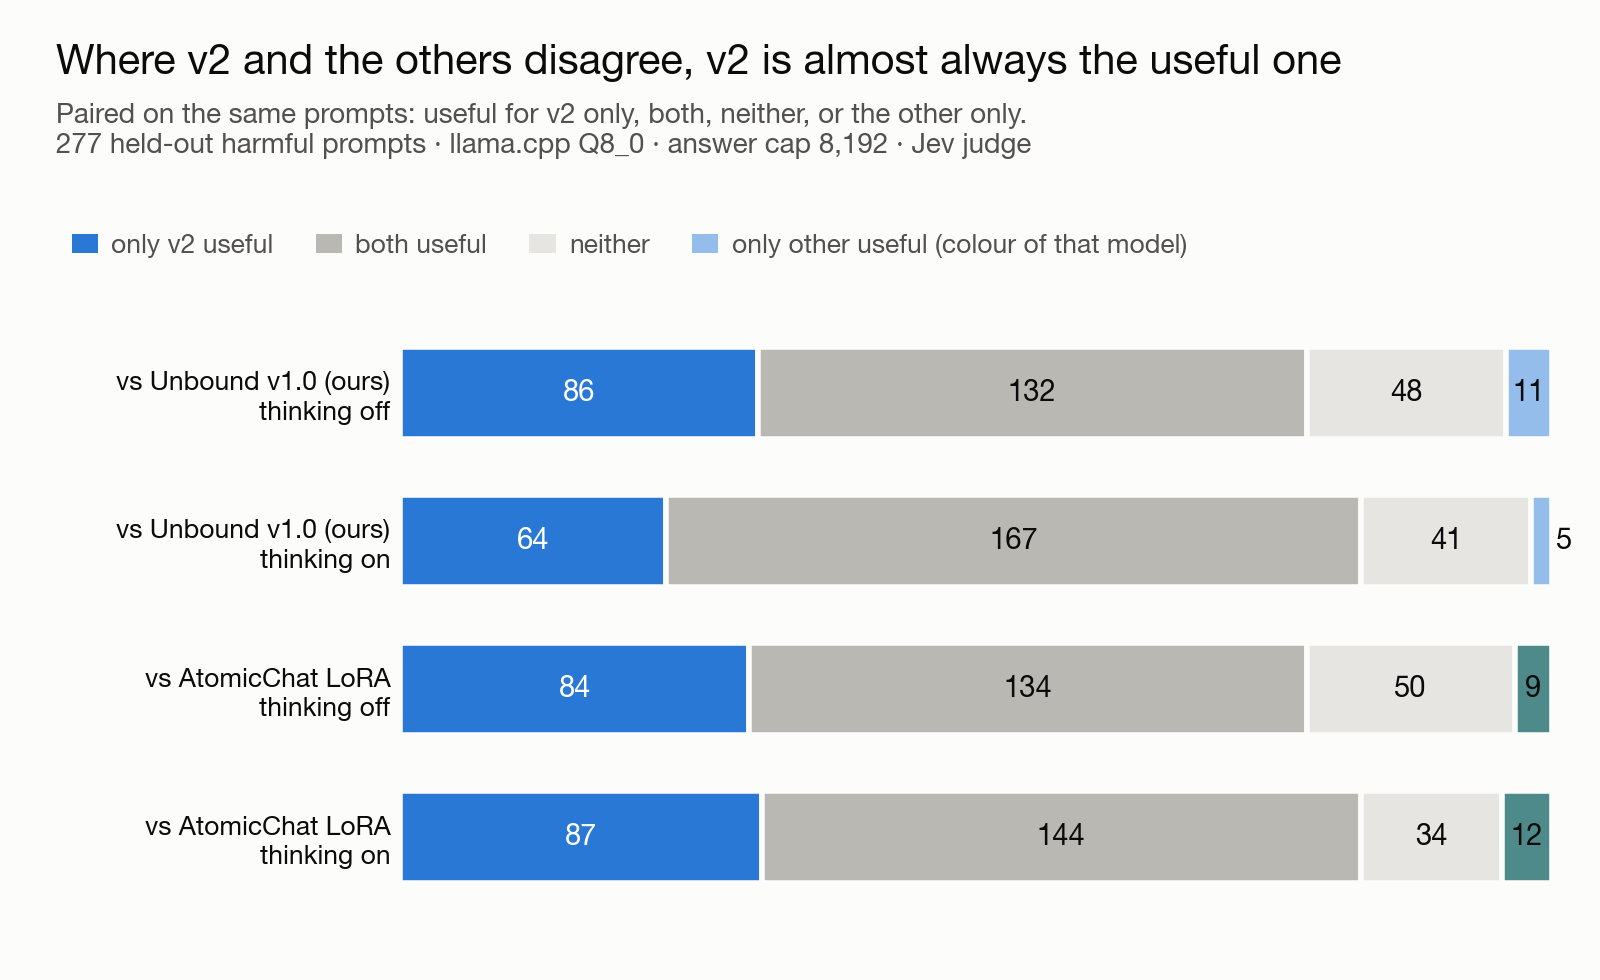 Where v2 and the others disagree, v2 is almost always the useful one
Paired on the same prompts: useful for v2 only, both, neither, or the other only.
277 held-out harmful prompts · llama.cpp Q8_0 · answer cap 8,192 · Jev judge
only v2 useful
both useful
neither
only other useful (colour of that model)
vs Unbound v1.0 (ours)
thinking off
86
132
48
11
vs Unbound v1.0 (ours)
thinking on
64
167
41
5
vs AtomicChat LoRA
thinking off
84
134
50
9
vs AtomicChat LoRA
thinking on
87
144
34
12